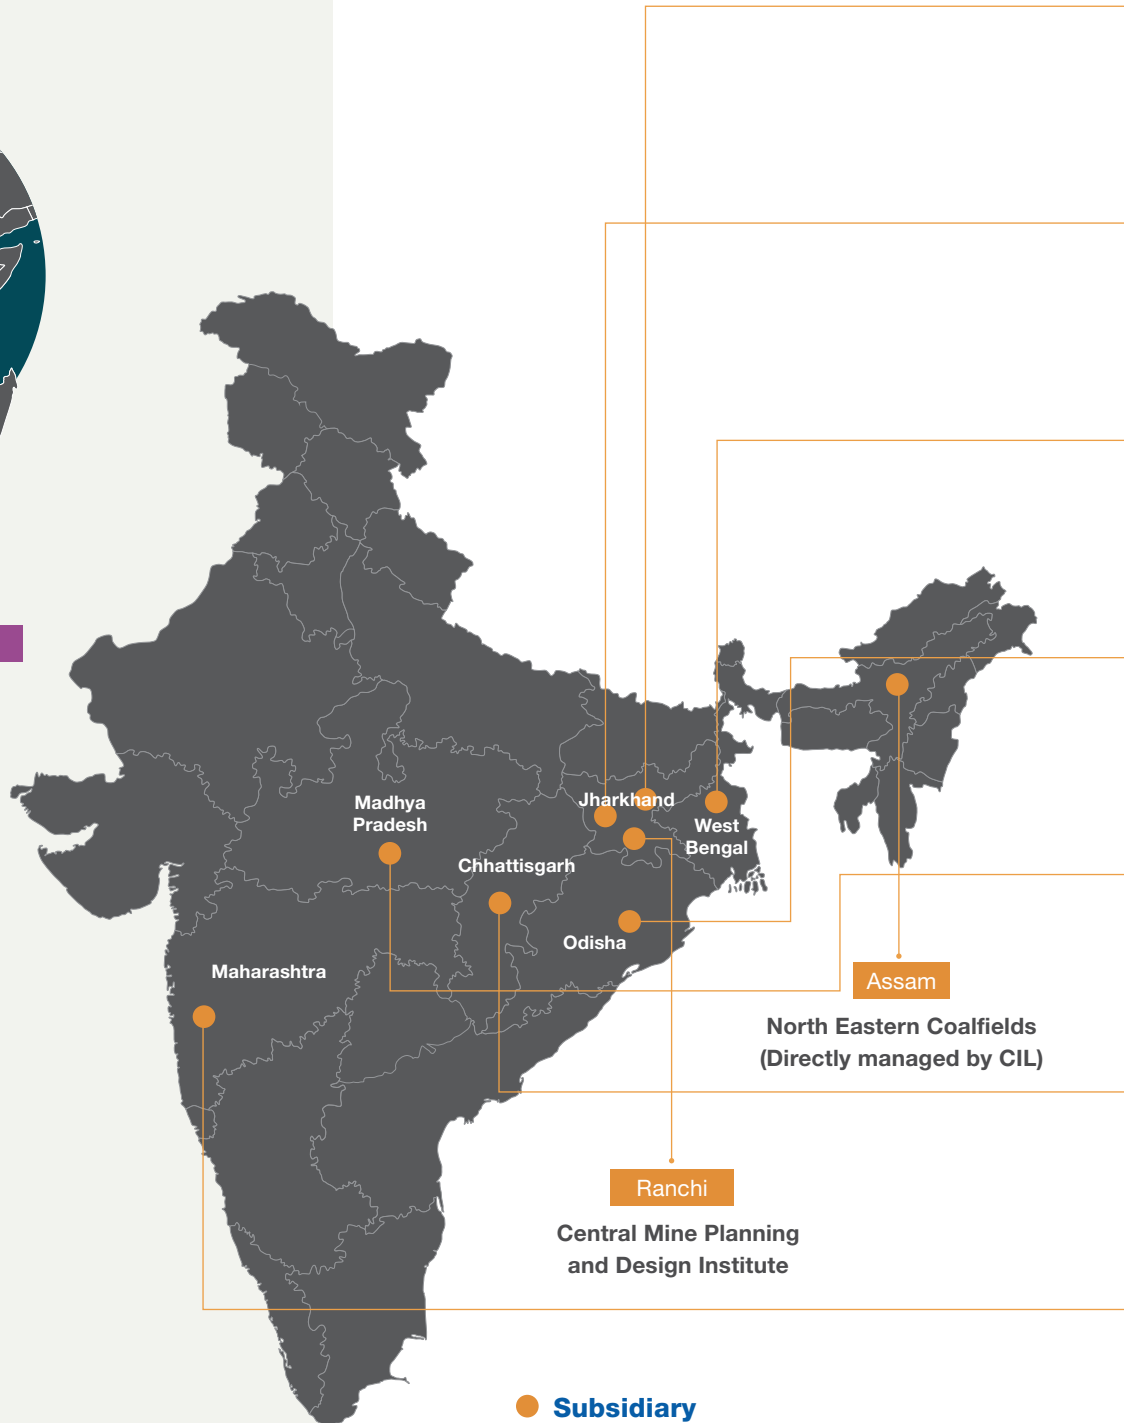 Madhya
Pradesh
Jharkhand
West
Bengal
Chhattisgarh
Odisha
Maharashtra
Assam
North Eastern Coalfields
(Directly managed by CIL)
Ranchi
Central Mine Planning
and Design Institute
Subsidiary